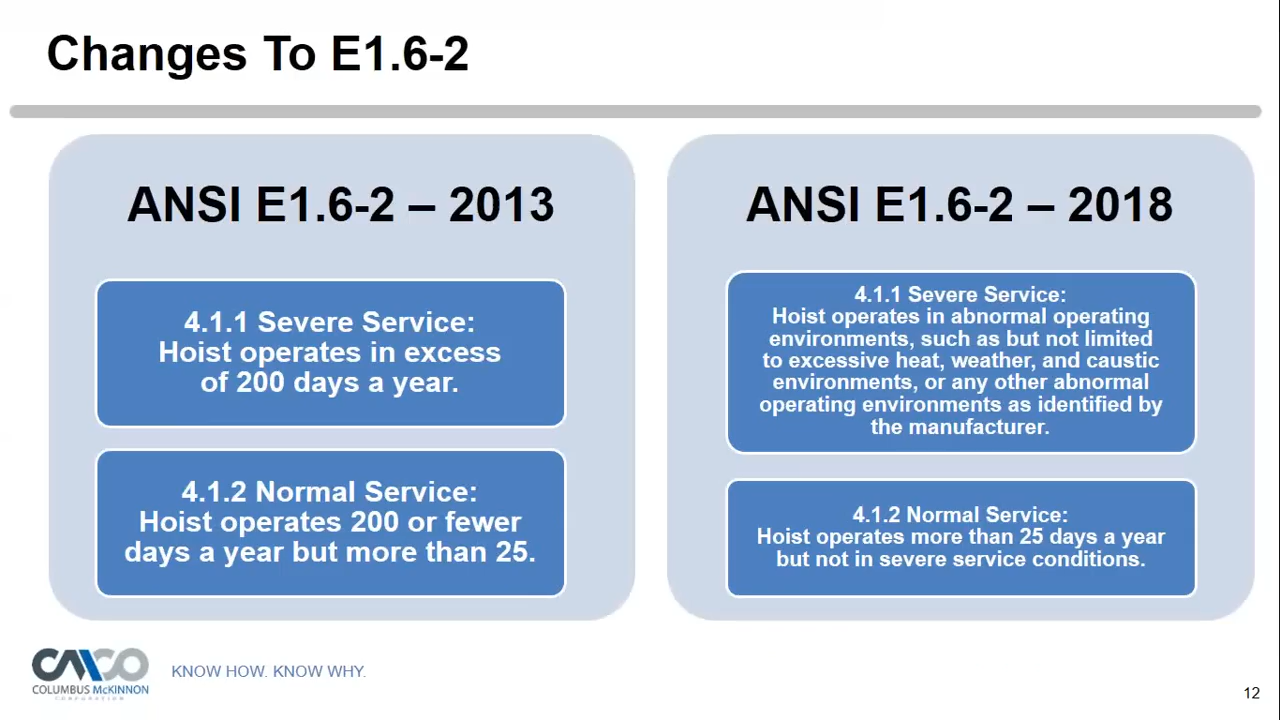 Changes To E1.6-2
ANSI E1.6-2 – 2013
4.1.1 Severe Service:
Hoist operates in excess
of 200 days a year.
4.1.2 Normal Service:
Hoist operates 200 or fewer
days a year but more than 25.
ANSI E1.6-2 – 2018
4.1.1 Severe Service:
Hoist operates in abnormal operating
environments, such as but not limited
to excessive heat, weather, and caustic
environments, or any other abnormal
operating environments as identified by
the manufacturer.
4.1.2 Normal Service:
Hoist operates more than 25 days a year
but not in severe service conditions.
CMCO
COLUMBUS McKINNON
CORPORATION
KNOW HOW. KNOW WHY.
12